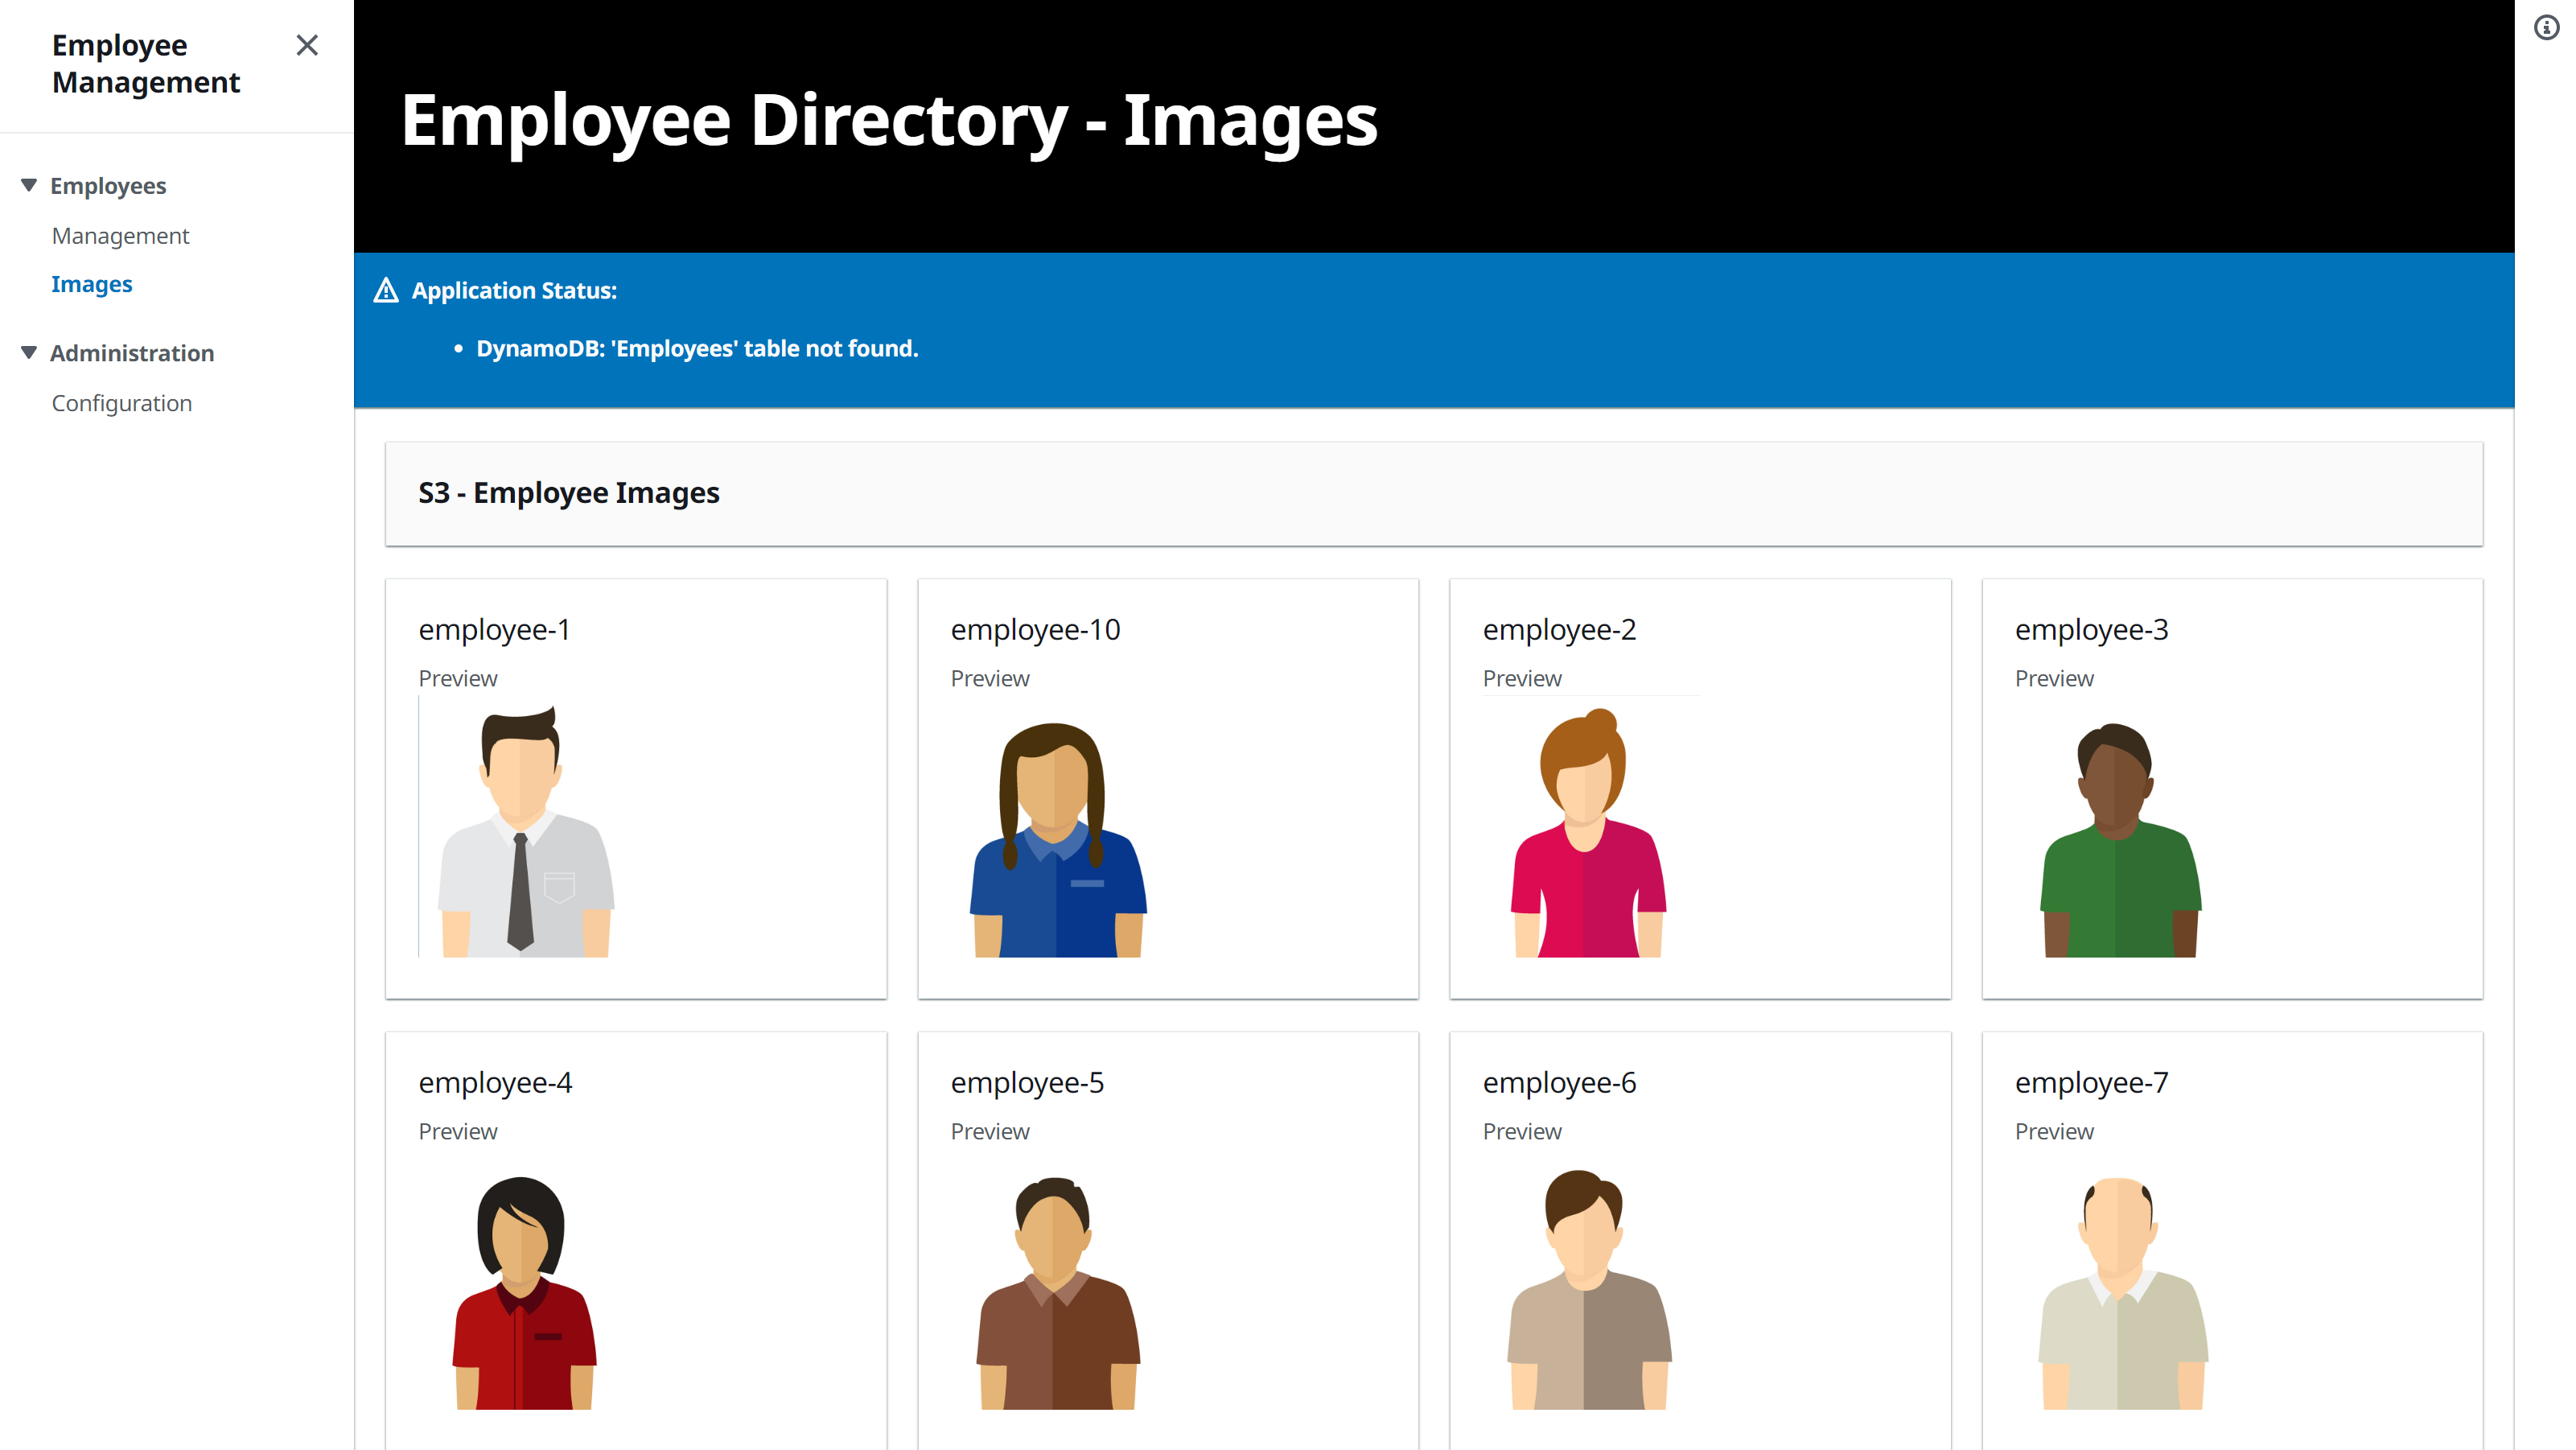 Employee
Management
Employees
Management
Images
Administration
Configuration
Employee Directory - Images
Application Status:
• DynamoDB: 'Employees' table not found.
S3 - Employee Images
employee-1
Preview
employee-10
Preview
employee-2
Preview
employee-3
Preview
employee-4
Preview
employee-5
Preview
employee-6
Preview
employee-7
Preview